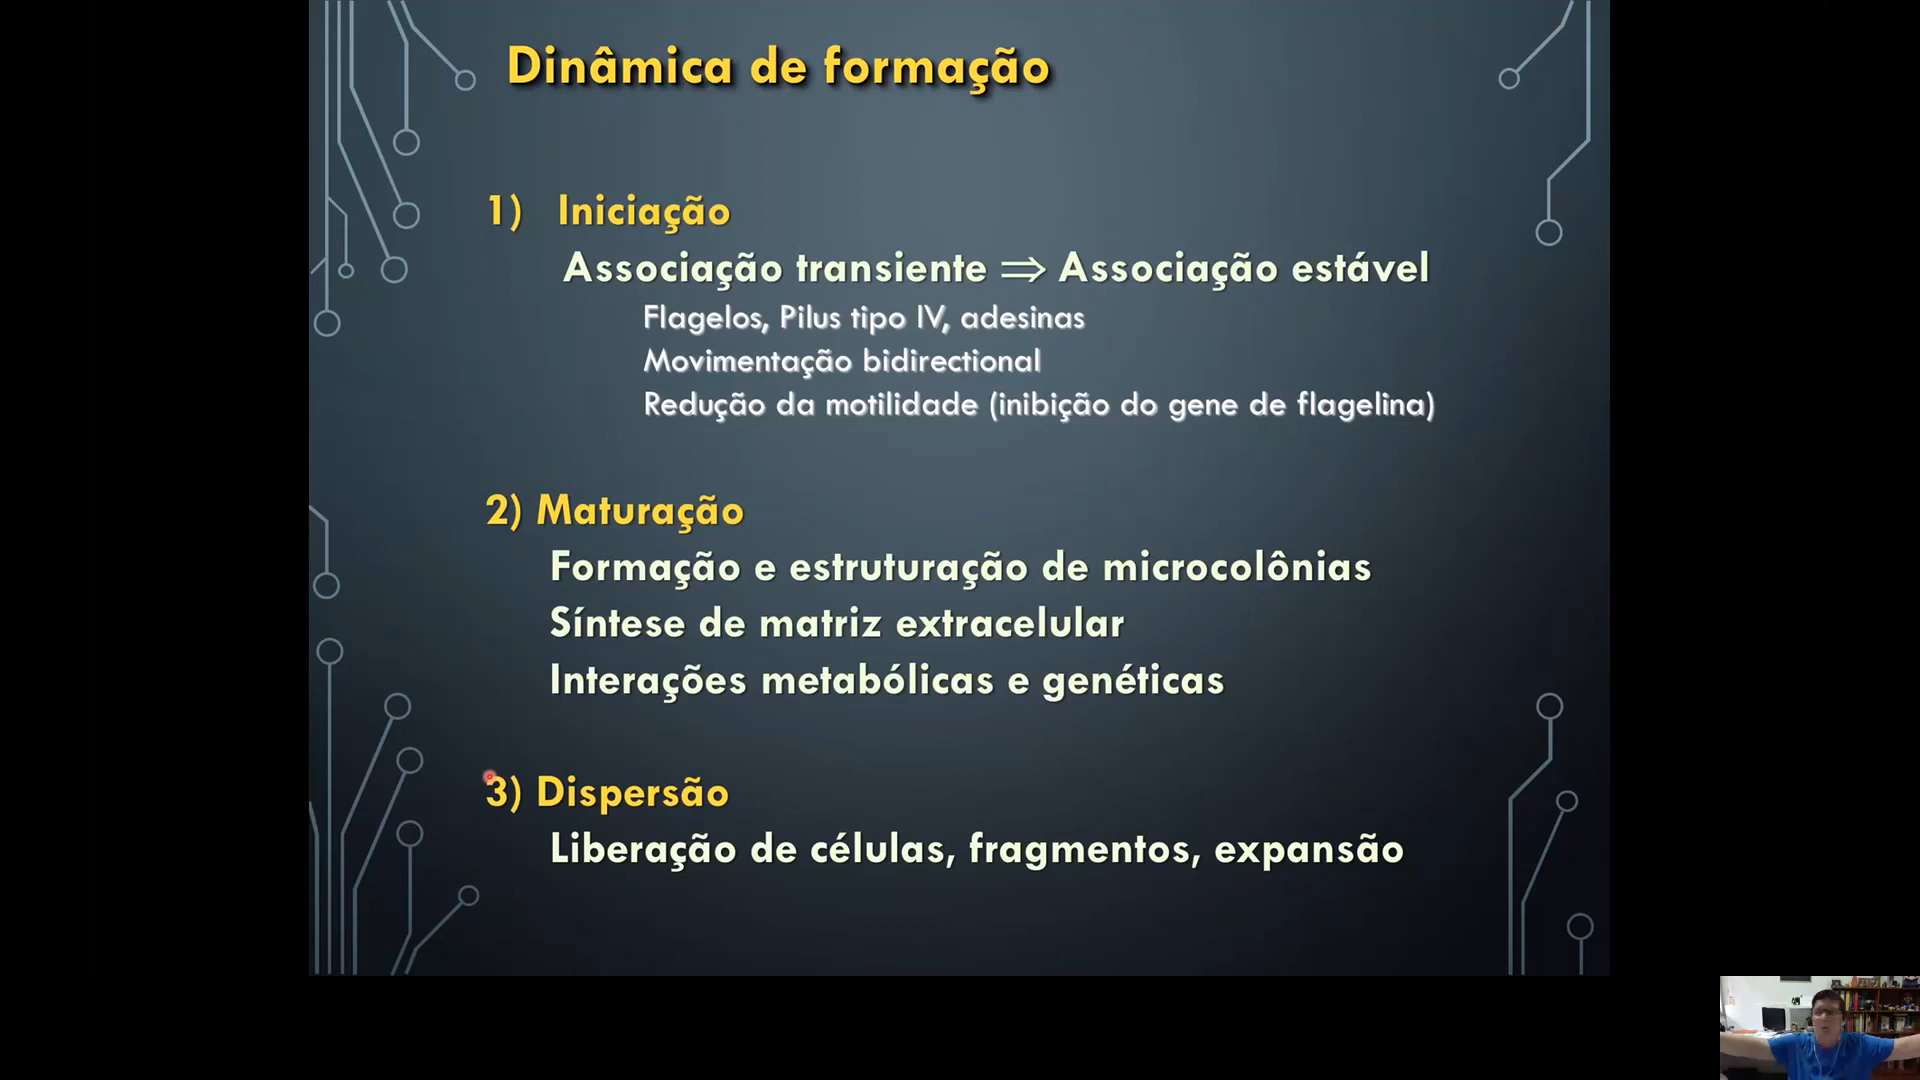 Dinâmica de formação
1) Iniciação
Associação transiente ⇒ Associação estável
Flagelos, Pilus tipo IV, adesinas
Movimentação bidirectional
Redução da motilidade (inibição do gene de flagelina)
2) Maturação
Formação e estruturação de microcolônias
Síntese de matriz extracelular
Interações metabólicas e genéticas
3) Dispersão
Liberação de células, fragmentos, expansão